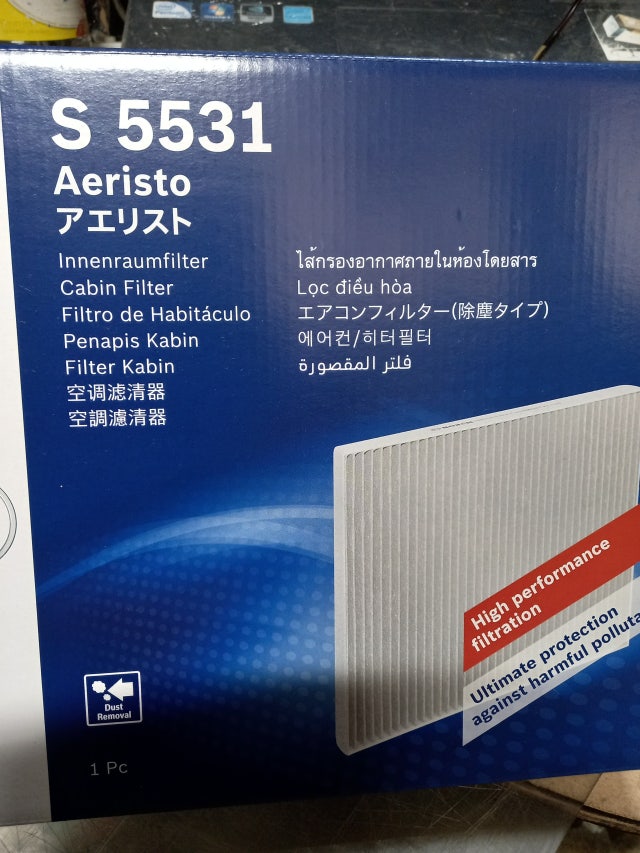 S 5531
Aeristo
アエリスト
Innenraumfilter
Cabin Filter
Filtro de Habitáculo
Penapis Kabin
Filter Kabin
空调滤清器
空調濾清器
ไส้กรองอากาศภายในห้องโดยสาร
Lọc điều hòa
エアコンフィルター(除塵タイプ)
에어컨/히터필터
فلتر المقصورة
BOSCH
High performance
filtration
Ultimate protection
against harmful polluta
Dust
Removal
1 Pc